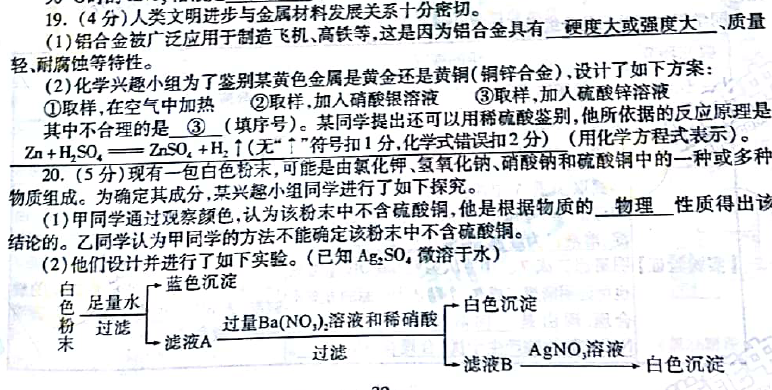 19. (4分)人类文明进步与金属材料发展关系十分密切。
(1)铝合金被广泛应用于制造飞机、高铁等,这是因为铝合金具有 硬度大或强度大 、质量
轻、耐腐蚀等特性。
(2)化学兴趣小组为了鉴别某黄色金属是黄金还是黄铜(铜锌合金),设计了如下方案:
①取样,在空气中加热 ②取样,加入硝酸银溶液 ③取样,加入硫酸锌溶液
其中不合理的是 ③ (填序号)。某同学提出还可以用稀硫酸鉴别,他所依据的反应原理是
Zn+H₂SO₄══ZnSO₄+H₂↑(无“↑”符号扣1分,化学式错误扣2分) (用化学方程式表示)。
20. (5分)现有一包白色粉末,可能是由氯化钾、氢氧化钠、硝酸钠和硫酸铜中的一种或多种
物质组成。为确定其成分,某兴趣小组同学进行了如下探究。
(1)甲同学通过观察颜色,认为该粉末中不含硫酸铜,他是根据物质的 物理 性质得出该
结论的。乙同学认为甲同学的方法不能确定该粉末中不含硫酸铜。
(2)他们设计并进行了如下实验。(已知 Ag₂SO₄ 微溶于水)
白色粉末 足量水 过滤 蓝色沉淀
滤液A 过量Ba(NO₃)₂溶液和稀硝酸 过滤 白色沉淀
滤液B AgNO₃溶液 白色沉淀